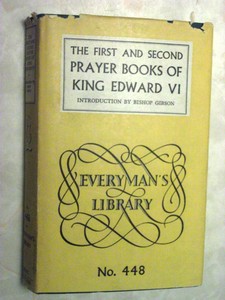 THE FIRST AND SECOND
PRAYER BOOKS OF
KING EDWARD VI
INTRODUCTION BY BISHOP GIBSON
EVERYMAN'S
LIBRARY
No. 448